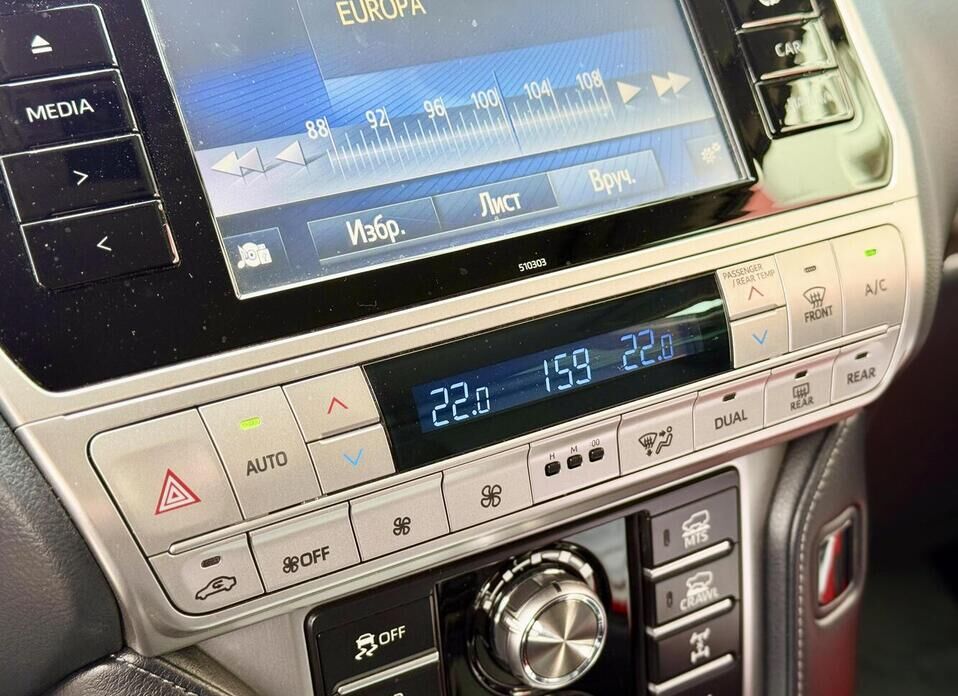 EUROPA
MEDIA
>
<
CAR
88 92 96 100 104 108
Избр. Лист Вруч.
510303
PASSENGER
/REAR TEMP
FRONT
A/C
22.0 159 22.0
AUTO
H M 00
DUAL
REAR
REAR
OFF
MTS
CRAWL
OFF